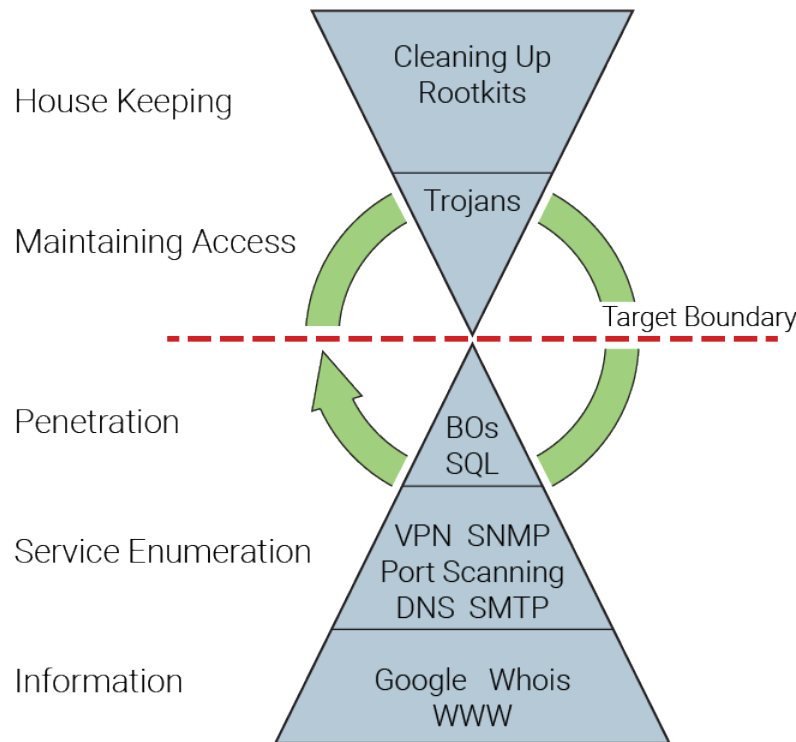 Cleaning Up
House Keeping
Rootkits
Trojans
Maintaining Access
Target Boundary
Penetration
BOs
SQL
Service Enumeration
VPN SNMP
Port Scanning
DNS SMTP
Information
Google Whois
WWW